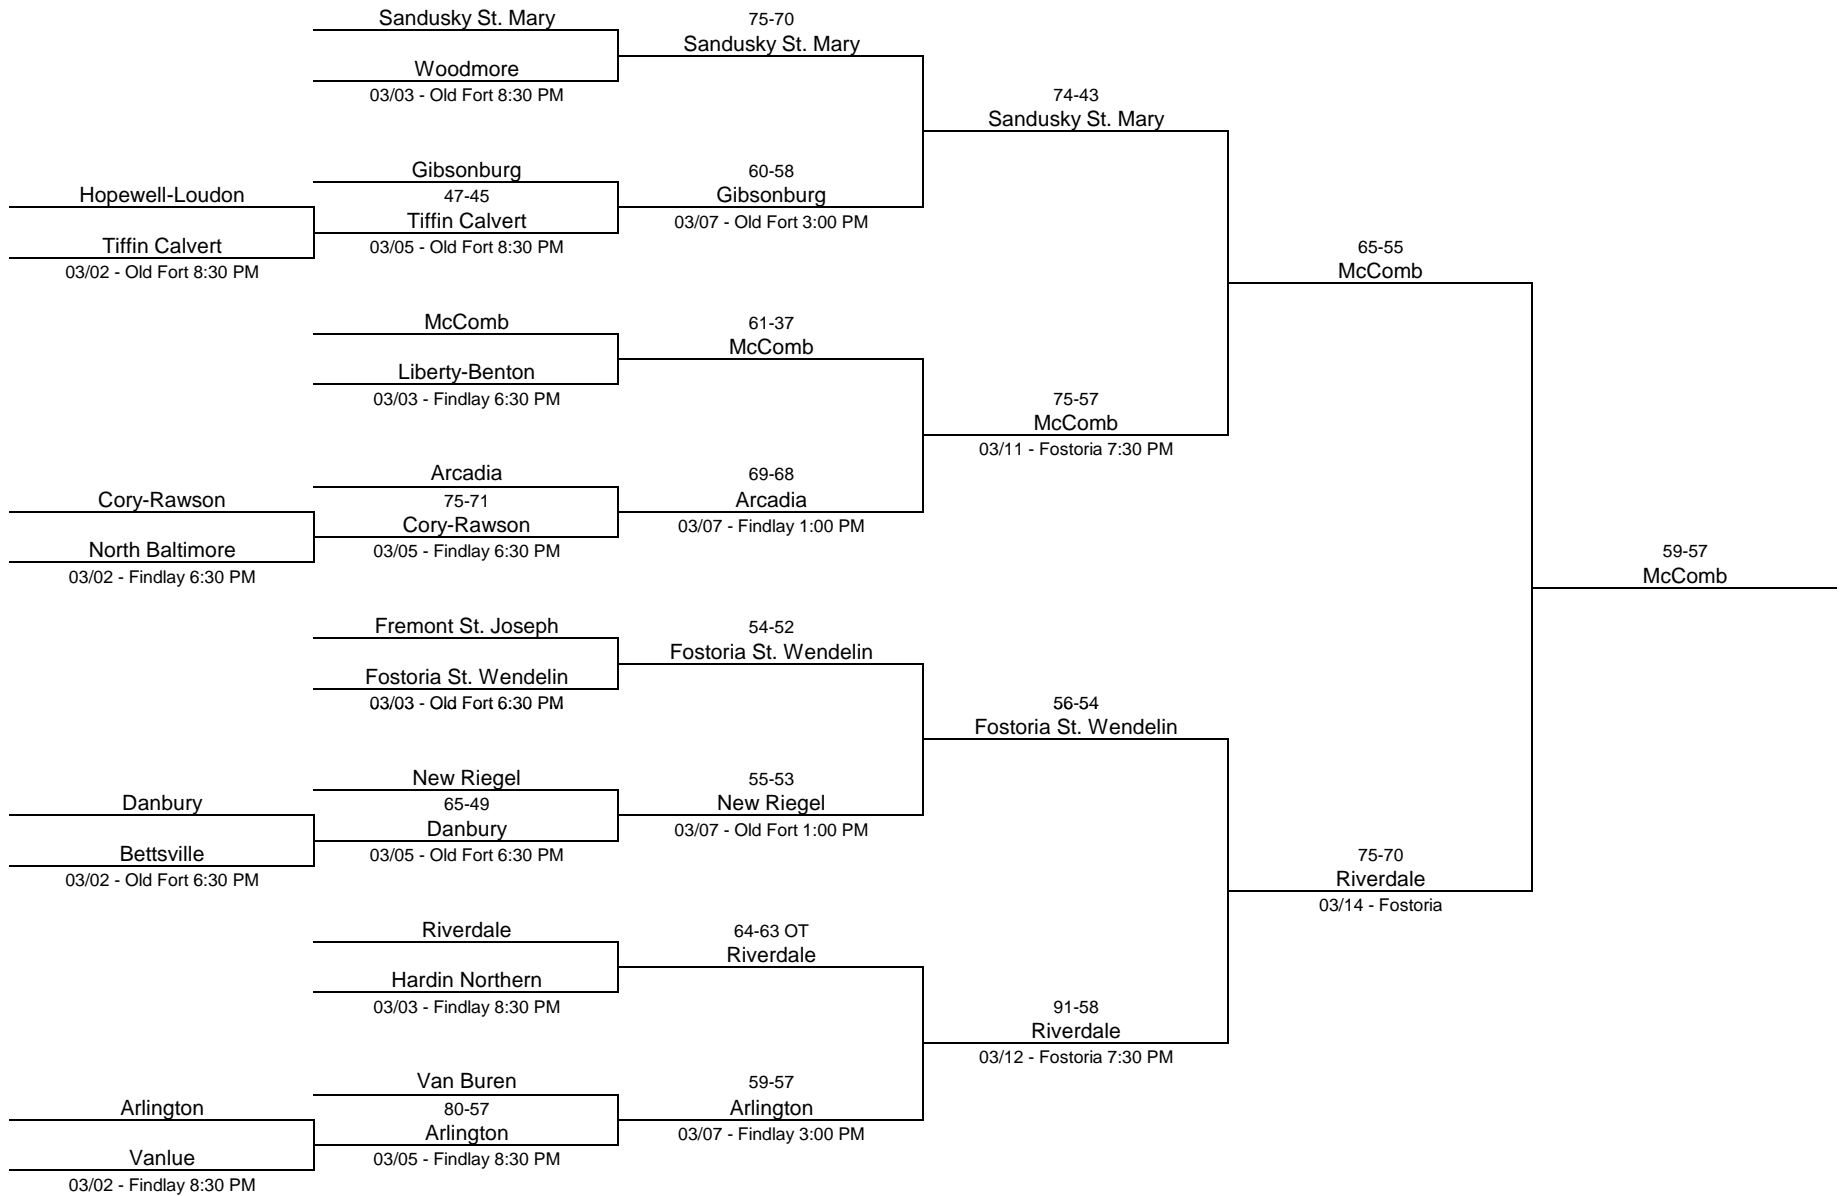 Sandusky St. Mary
Woodmore
03/03 - Old Fort 8:30 PM
75-70
Sandusky St. Mary
Hopewell-Loudon
Tiffin Calvert
03/02 - Old Fort 8:30 PM
Gibsonburg
47-45
Tiffin Calvert
03/05 - Old Fort 8:30 PM
60-58
Gibsonburg
03/07 - Old Fort 3:00 PM
74-43
Sandusky St. Mary
McComb
Liberty-Benton
03/03 - Findlay 6:30 PM
61-37
McComb
Cory-Rawson
North Baltimore
03/02 - Findlay 6:30 PM
Arcadia
75-71
Cory-Rawson
03/05 - Findlay 6:30 PM
69-68
Arcadia
03/07 - Findlay 1:00 PM
75-57
McComb
03/11 - Fostoria 7:30 PM
65-55
McComb
Fremont St. Joseph
Fostoria St. Wendelin
03/03 - Old Fort 6:30 PM
54-52
Fostoria St. Wendelin
Danbury
Bettsville
03/02 - Old Fort 6:30 PM
New Riegel
65-49
Danbury
03/05 - Old Fort 6:30 PM
55-53
New Riegel
03/07 - Old Fort 1:00 PM
56-54
Fostoria St. Wendelin
Riverdale
Hardin Northern
03/03 - Findlay 8:30 PM
64-63 OT
Riverdale
Arlington
Vanlue
03/02 - Findlay 8:30 PM
Van Buren
80-57
Arlington
03/05 - Findlay 8:30 PM
59-57
Arlington
03/07 - Findlay 3:00 PM
91-58
Riverdale
03/12 - Fostoria 7:30 PM
75-70
Riverdale
03/14 - Fostoria
59-57
McComb